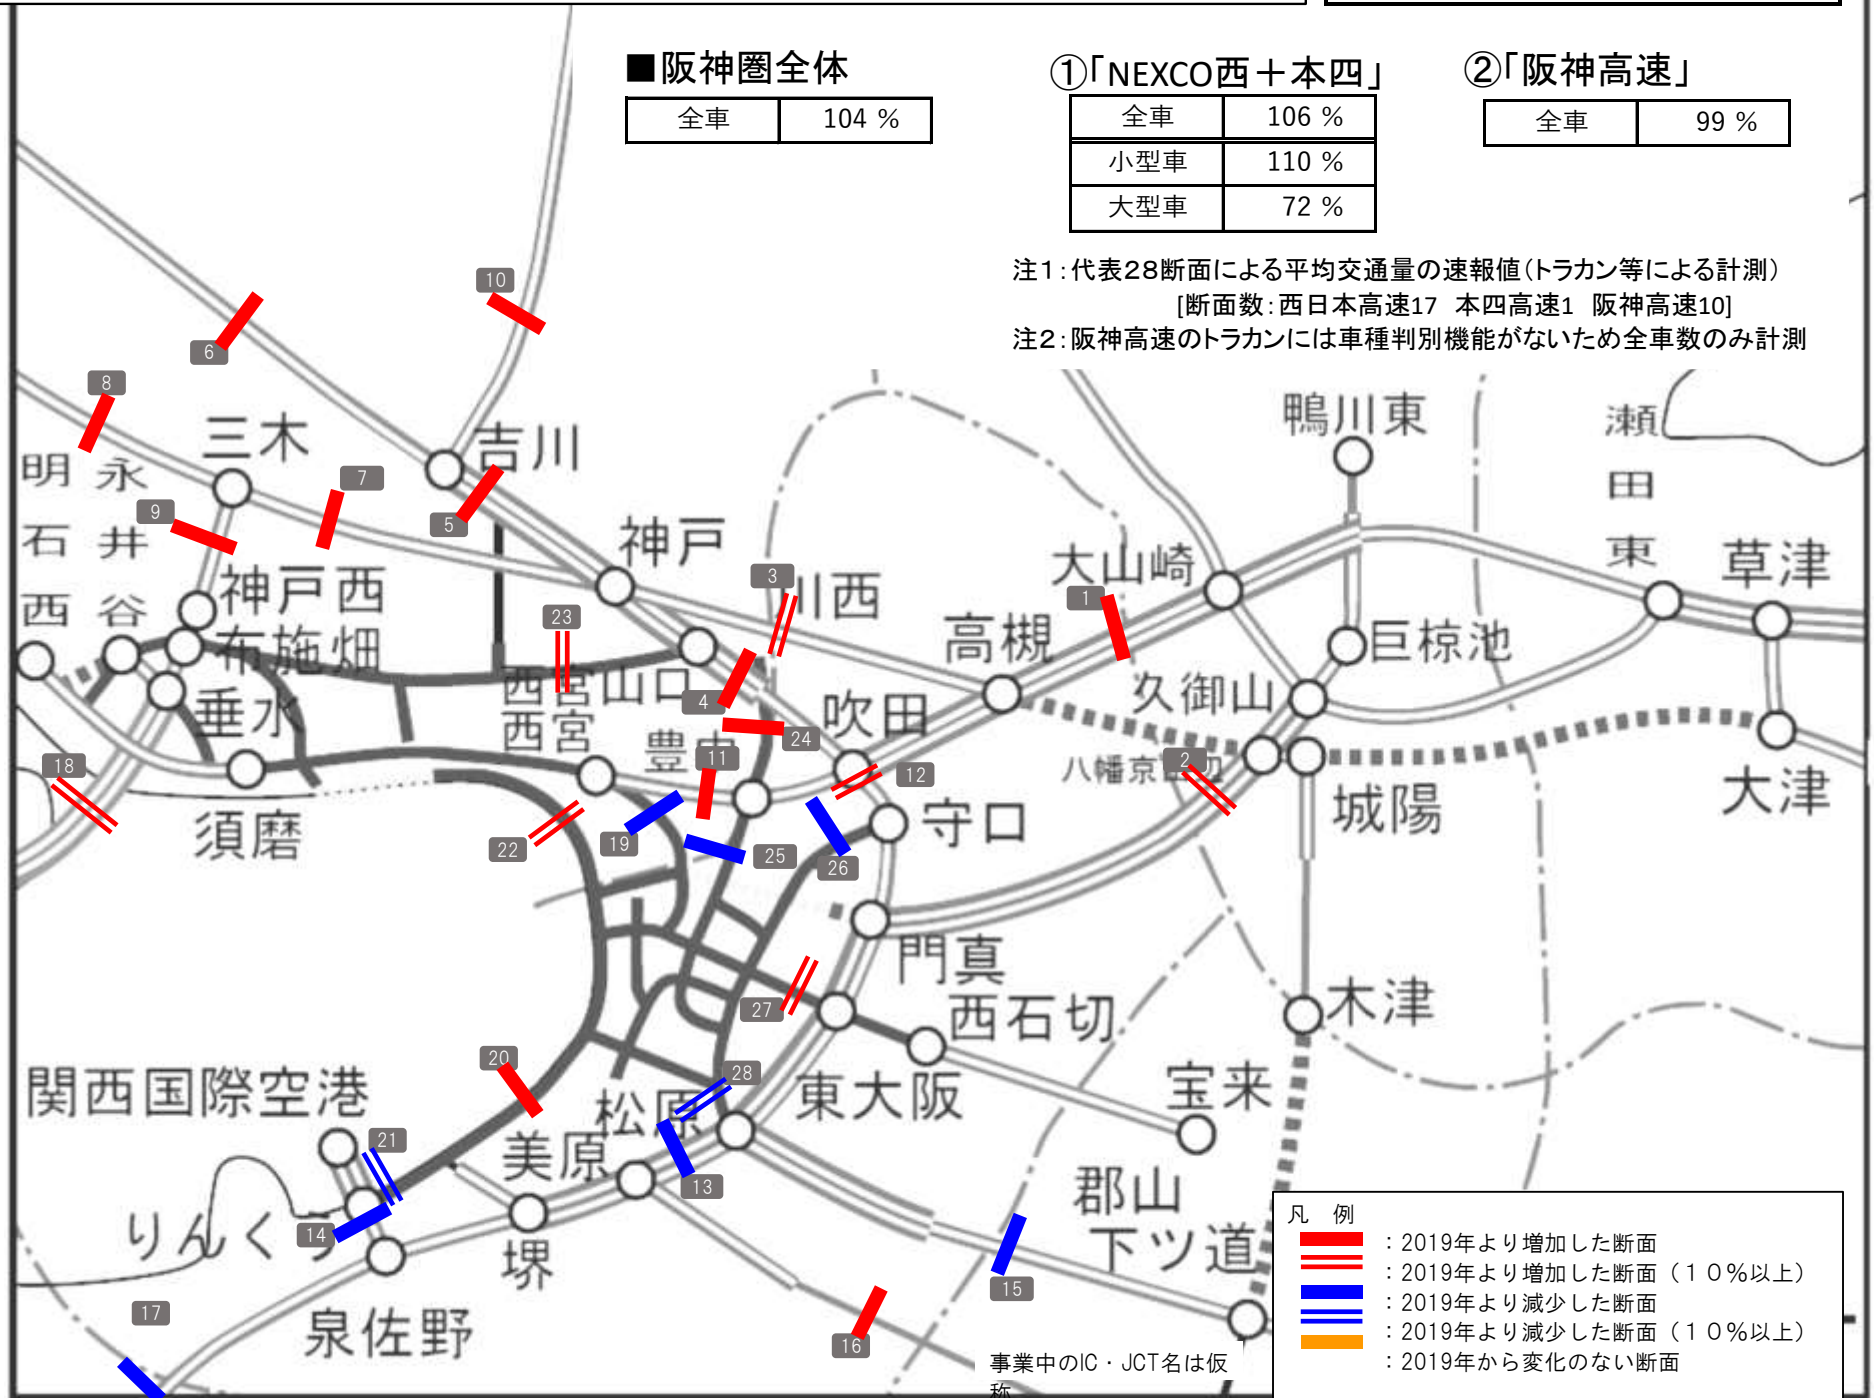 ■阪神圏全体
全車 104 %
①「NEXCO西＋本四」
全車 106 %
小型車 110 %
大型車 72 %
②「阪神高速」
全車 99 %
注1：代表28断面による平均交通量の速報値（トラカン等による計測）
[断面数：西日本高速17 本四高速1 阪神高速10]
注2：阪神高速のトラカンには車種判別機能がないため全車数のみ計測
10
6
8
三木
吉川
鴨川東
瀬田東
明石西
永井谷
7
9
5
神戸
大山崎
草津
神戸西
3
川西
1
23
布施畑
高槻
巨椋池
西宮山口
4
久御山
垂水
西宮
吹田
豊中
24
11
18
12
八幡京田辺
2
大津
須磨
城陽
22
19
守口
25
26
門真
27
西石切
木津
20
28
関西国際空港
松原
東大阪
宝来
21
美原
13
郡山
りんくう
14
堺
下ツ道
15
17
泉佐野
16
事業中のIC・JCT名は仮
称
凡 例
：2019年より増加した断面
：2019年より増加した断面（１０％以上）
：2019年より減少した断面
：2019年より減少した断面（１０％以上）
：2019年から変化のない断面